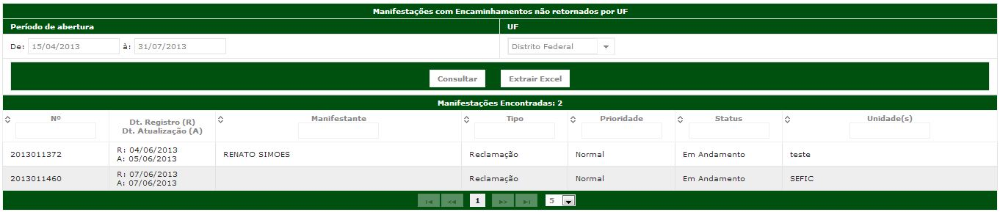 Manifestações com Encaminhamentos não retornados por UF
Período de abertura UF
De: 15/04/2013 à: 31/07/2013 Distrito Federal
Consultar Extrair Excel
Manifestações Encontradas: 2
Nº Dt. Registro (R) Manifestante Tipo Prioridade Status Unidade(s)
Dt. Atualização (A)
2013011372 R: 04/06/2013 RENATO SIMOES Reclamação Normal Em Andamento teste
A: 05/06/2013
2013011460 R: 07/06/2013 Reclamação Normal Em Andamento SEFIC
A: 07/06/2013
1 5